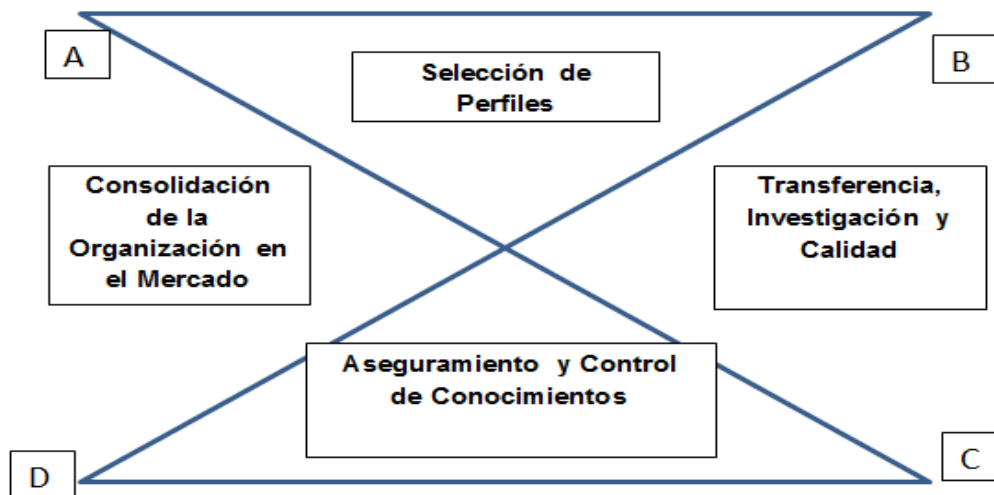 A
B
Selección de
Perfiles
Consolidación
de la
Organización en
el Mercado
Transferencia,
Investigación y
Calidad
Aseguramiento y Control
de Conocimientos
D
C